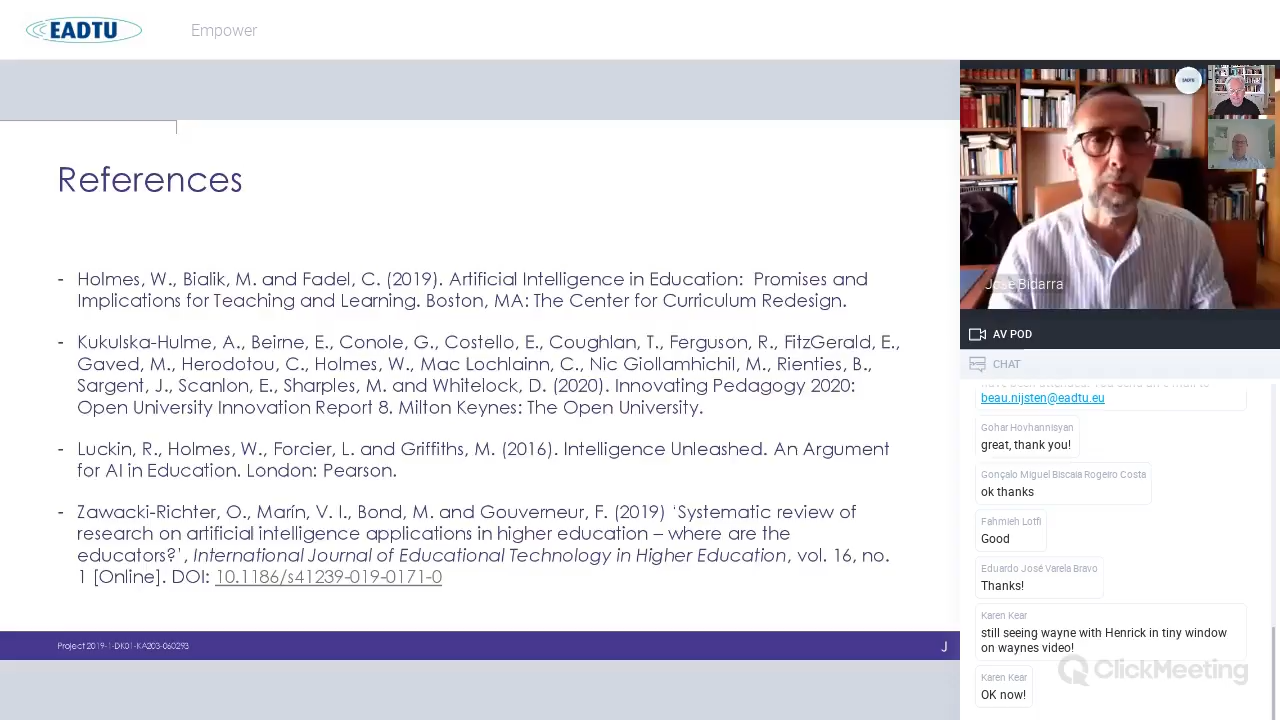 EADTU
Empower
References
- Holmes, W., Bialik, M. and Fadel, C. (2019). Artificial Intelligence in Education: Promises and
Implications for Teaching and Learning. Boston, MA: The Center for Curriculum Redesign.
- Kukulska-Hulme, A., Beirne, E., Conole, G., Costello, E., Coughlan, T., Ferguson, R., FitzGerald, E.,
Gaved, M., Herodotou, C., Holmes, W., Mac Lochlainn, C., Nic Giollamhichil, M., Rienties, B.,
Sargent, J., Scanlon, E., Sharples, M. and Whitelock, D. (2020). Innovating Pedagogy 2020:
Open University Innovation Report 8. Milton Keynes: The Open University.
- Luckin, R., Holmes, W., Forcier, L. and Griffiths, M. (2016). Intelligence Unleashed. An Argument
for AI in Education. London: Pearson.
- Zawacki-Richter, O., Marín, V. I., Bond, M. and Gouverneur, F. (2019) ‘Systematic review of
research on artificial intelligence applications in higher education – where are the
educators?’, International Journal of Educational Technology in Higher Education, vol. 16, no.
1 [Online]. DOI: 10.1186/s41239-019-0171-0
Project 2019-1-DK01-KA203-060293
J
EADTU
Jose Bidarra
AV POD
CHAT
beau.nijsten@eadtu.eu
Gohar Hovhannisyan
great, thank you!
Gonçalo Miguel Biscaia Rogeiro Costa
ok thanks
Fahmieh Lotfi
Good
Eduardo José Varela Bravo
Thanks!
Karen Kear
still seeing wayne with Henrick in tiny window
on waynes video!
ClickMeeting
Karen Kear
OK now!